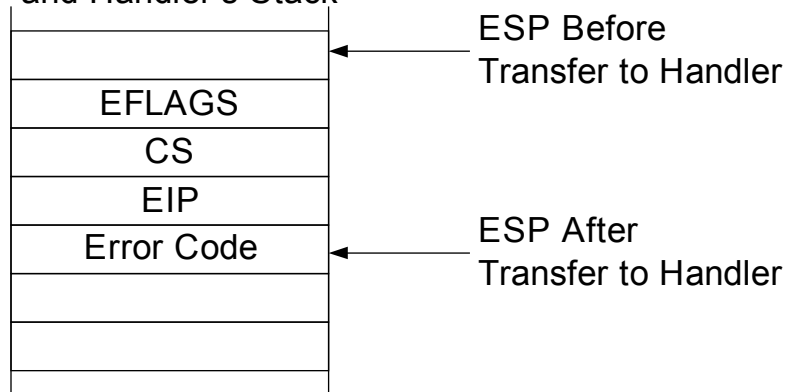 and Handler's Stack
ESP Before
Transfer to Handler
EFLAGS
CS
EIP
Error Code
ESP After
Transfer to Handler